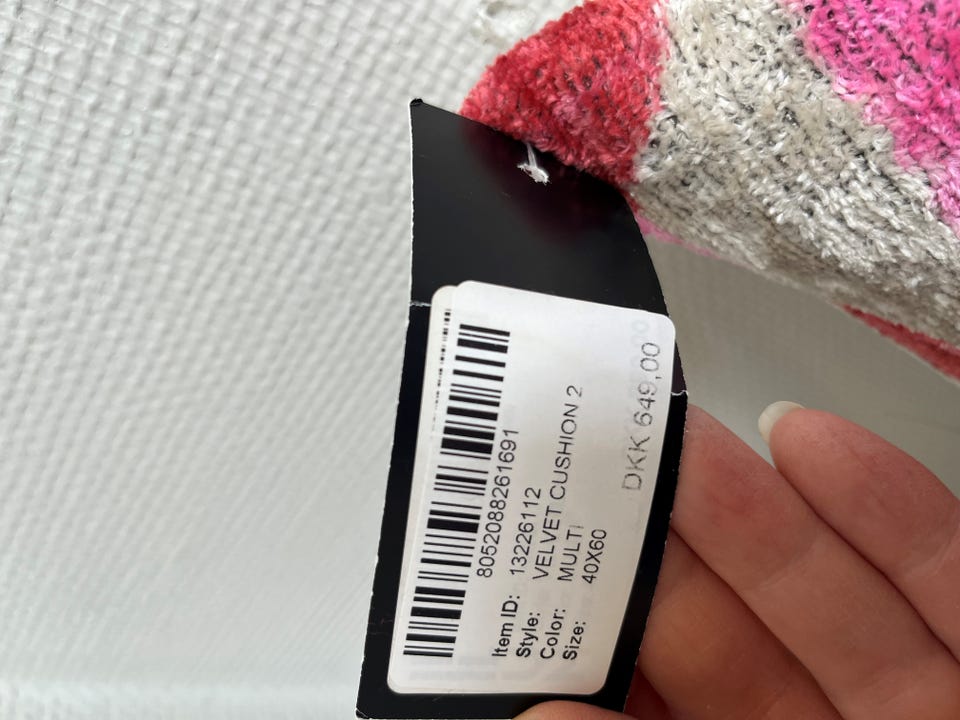 8052088261691
Item ID: 13226112
Style: VELVET CUSHION 2
Color: MULTI
Size: 40X60
DKK 649,00